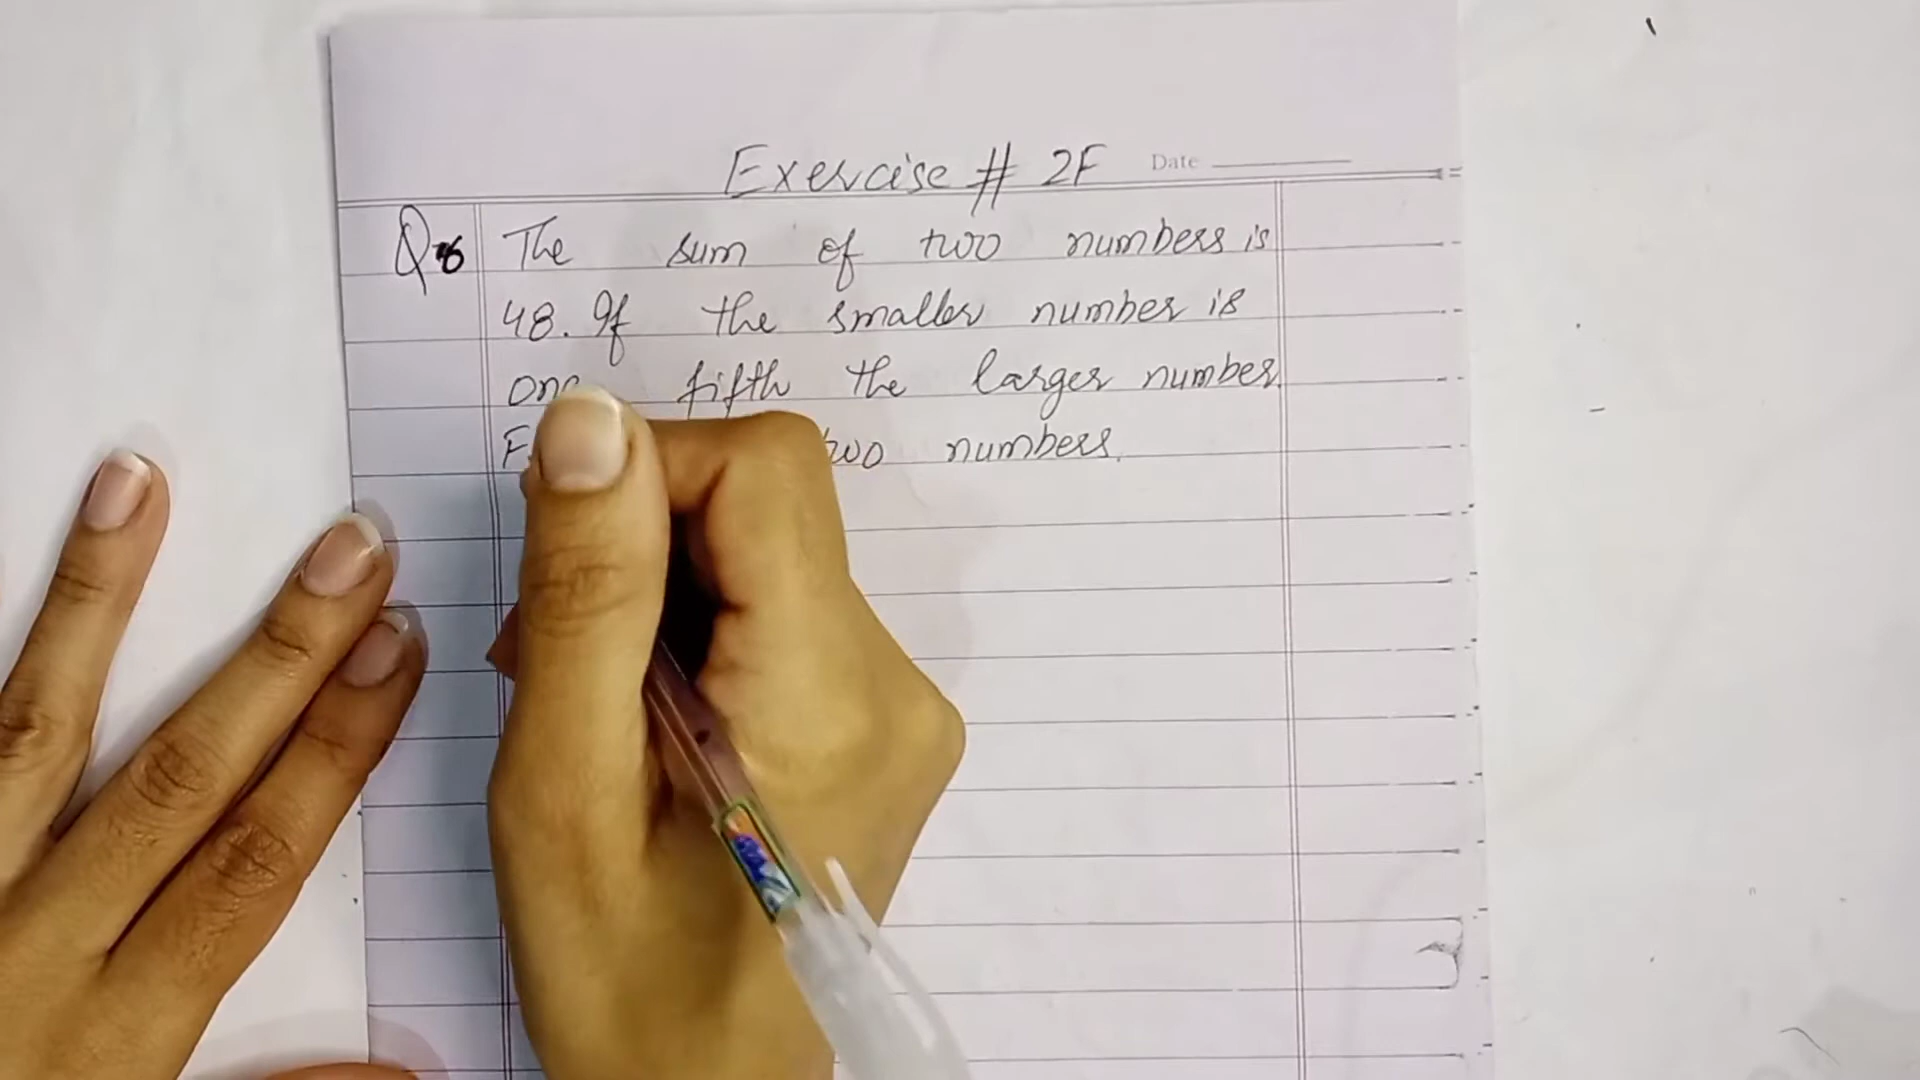 Exercise # 2F Date
Q 6 The sum of two numbers is
48. If the smaller number is
one fifth the larger number.
two numbers.